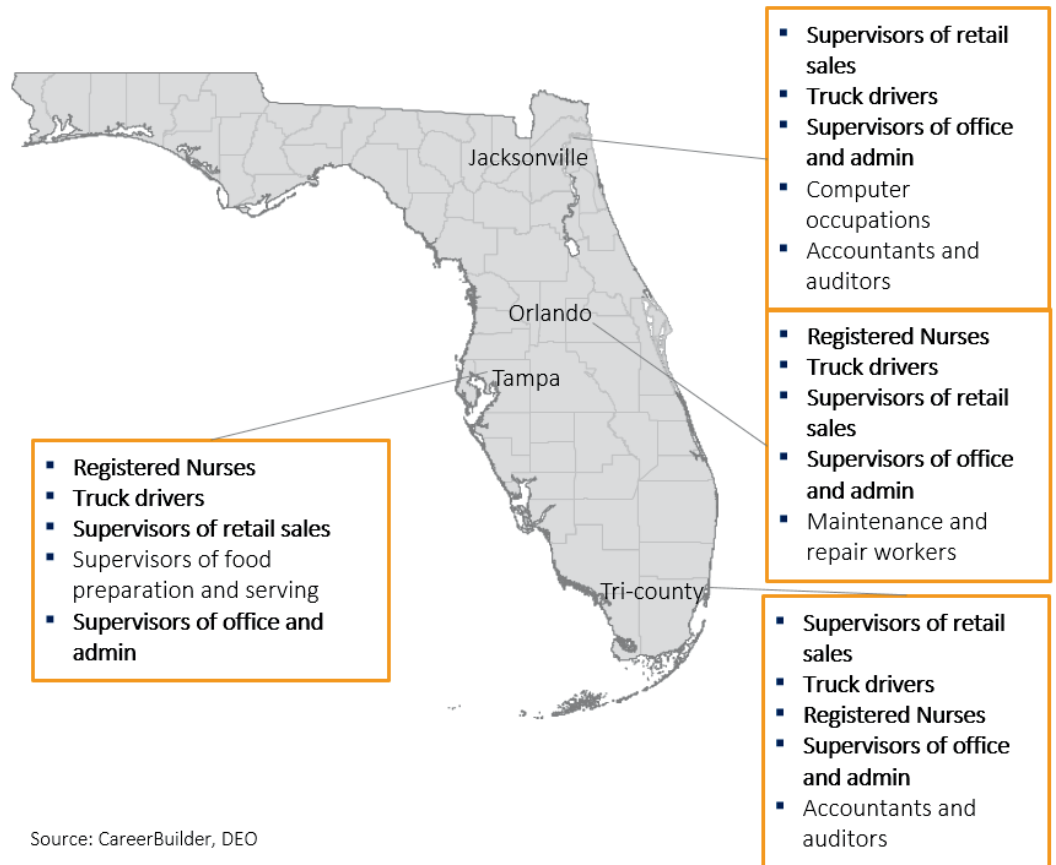 ▪ Supervisors of retail
sales
▪ Truck drivers
▪ Supervisors of office
and admin
▪ Computer
occupations
▪ Accountants and
auditors
Jacksonville
Orlando
▪ Registered Nurses
▪ Truck drivers
▪ Supervisors of retail
sales
▪ Supervisors of office
and admin
▪ Maintenance and
repair workers
Tampa
▪ Registered Nurses
▪ Truck drivers
▪ Supervisors of retail sales
▪ Supervisors of food
preparation and serving
▪ Supervisors of office and
admin
Tri-county
▪ Supervisors of retail
sales
▪ Truck drivers
▪ Registered Nurses
▪ Supervisors of office
and admin
▪ Accountants and
auditors
Source: CareerBuilder, DEO